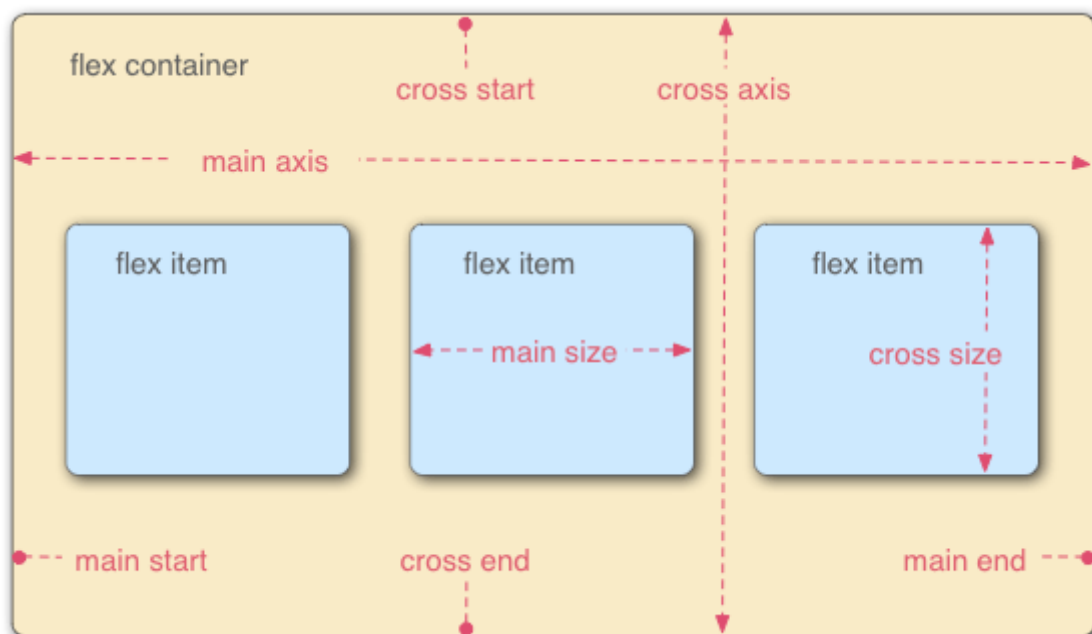 flex container
cross start
cross axis
main axis
flex item
flex item
flex item
main size
cross size
main start
cross end
main end